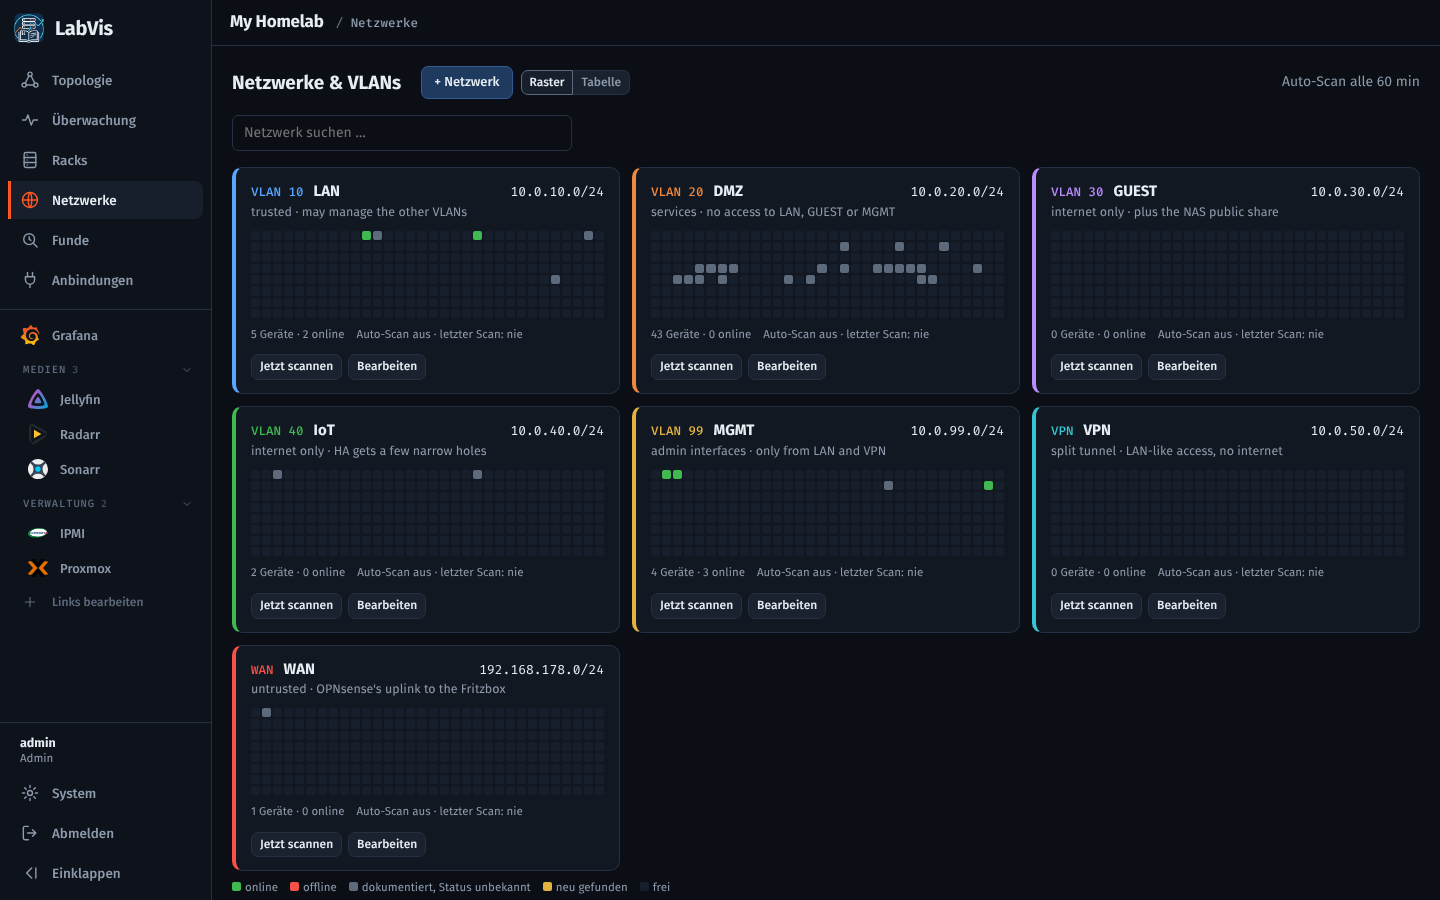 LabVis
Topologie
Überwachung
Racks
Netzwerke
Funde
Anbindungen
Grafana
MEDIEN 3
Jellyfin
Radarr
Sonarr
VERWALTUNG 2
IPMI
Proxmox
+ Links bearbeiten
admin
Admin
System
Abmelden
Einklappen
My Homelab / Netzwerke
Netzwerke & VLANs + Netzwerk Raster Tabelle Auto-Scan alle 60 min
Netzwerk suchen ...
VLAN 10 LAN 10.0.10.0/24
trusted · may manage the other VLANs
5 Geräte · 2 online Auto-Scan aus · letzter Scan: nie
Jetzt scannen Bearbeiten
VLAN 20 DMZ 10.0.20.0/24
services · no access to LAN, GUEST or MGMT
43 Geräte · 0 online Auto-Scan aus · letzter Scan: nie
Jetzt scannen Bearbeiten
VLAN 30 GUEST 10.0.30.0/24
internet only · plus the NAS public share
0 Geräte · 0 online Auto-Scan aus · letzter Scan: nie
Jetzt scannen Bearbeiten
VLAN 40 IoT 10.0.40.0/24
internet only · HA gets a few narrow holes
2 Geräte · 0 online Auto-Scan aus · letzter Scan: nie
Jetzt scannen Bearbeiten
VLAN 99 MGMT 10.0.99.0/24
admin interfaces · only from LAN and VPN
4 Geräte · 3 online Auto-Scan aus · letzter Scan: nie
Jetzt scannen Bearbeiten
VPN VPN 10.0.50.0/24
split tunnel · LAN-like access, no internet
0 Geräte · 0 online Auto-Scan aus · letzter Scan: nie
Jetzt scannen Bearbeiten
WAN WAN 192.168.178.0/24
untrusted · OPNsense's uplink to the Fritzbox
1 Geräte · 0 online Auto-Scan aus · letzter Scan: nie
Jetzt scannen Bearbeiten
online offline dokumentiert, Status unbekannt neu gefunden frei